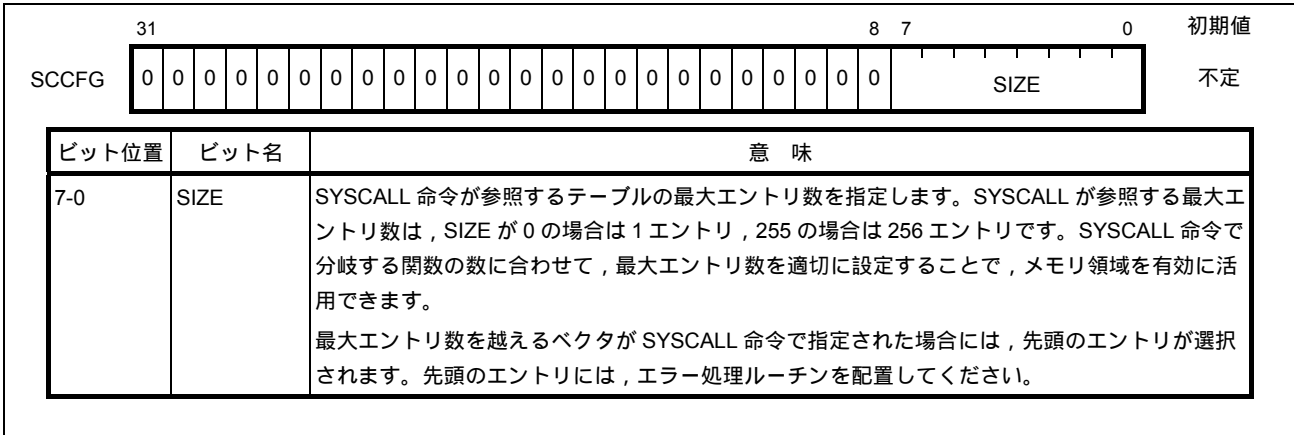 31 8 7 0 初期値
SCCFG 0 0 0 0 0 0 0 0 0 0 0 0 0 0 0 0 0 0 0 0 0 0 0 0 SIZE 不定
ビット位置 ビット名 意 味
7-0 SIZE SYSCALL 命令が参照するテーブルの最大エントリ数を指定します。SYSCALL が参照する最大エ
ントリ数は，SIZE が 0 の場合は 1 エントリ，255 の場合は 256 エントリです。SYSCALL 命令で
分岐する関数の数に合わせて，最大エントリ数を適切に設定することで，メモリ領域を有効に活
用できます。
最大エントリ数を越えるベクタが SYSCALL 命令で指定された場合には，先頭のエントリが選択
されます。先頭のエントリには，エラー処理ルーチンを配置してください。